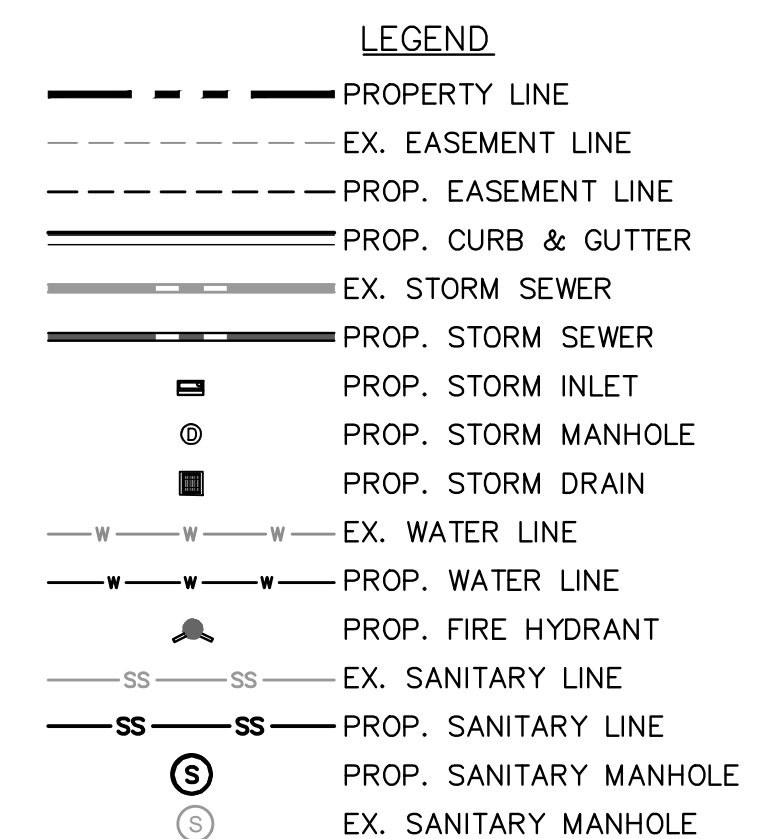 LEGEND
PROPERTY LINE
EX. EASEMENT LINE
PROP. EASEMENT LINE
PROP. CURB & GUTTER
EX. STORM SEWER
PROP. STORM SEWER
PROP. STORM INLET
D PROP. STORM MANHOLE
PROP. STORM DRAIN
W W W EX. WATER LINE
W W W PROP. WATER LINE
PROP. FIRE HYDRANT
SS SS EX. SANITARY LINE
SS SS PROP. SANITARY LINE
S PROP. SANITARY MANHOLE
S EX. SANITARY MANHOLE